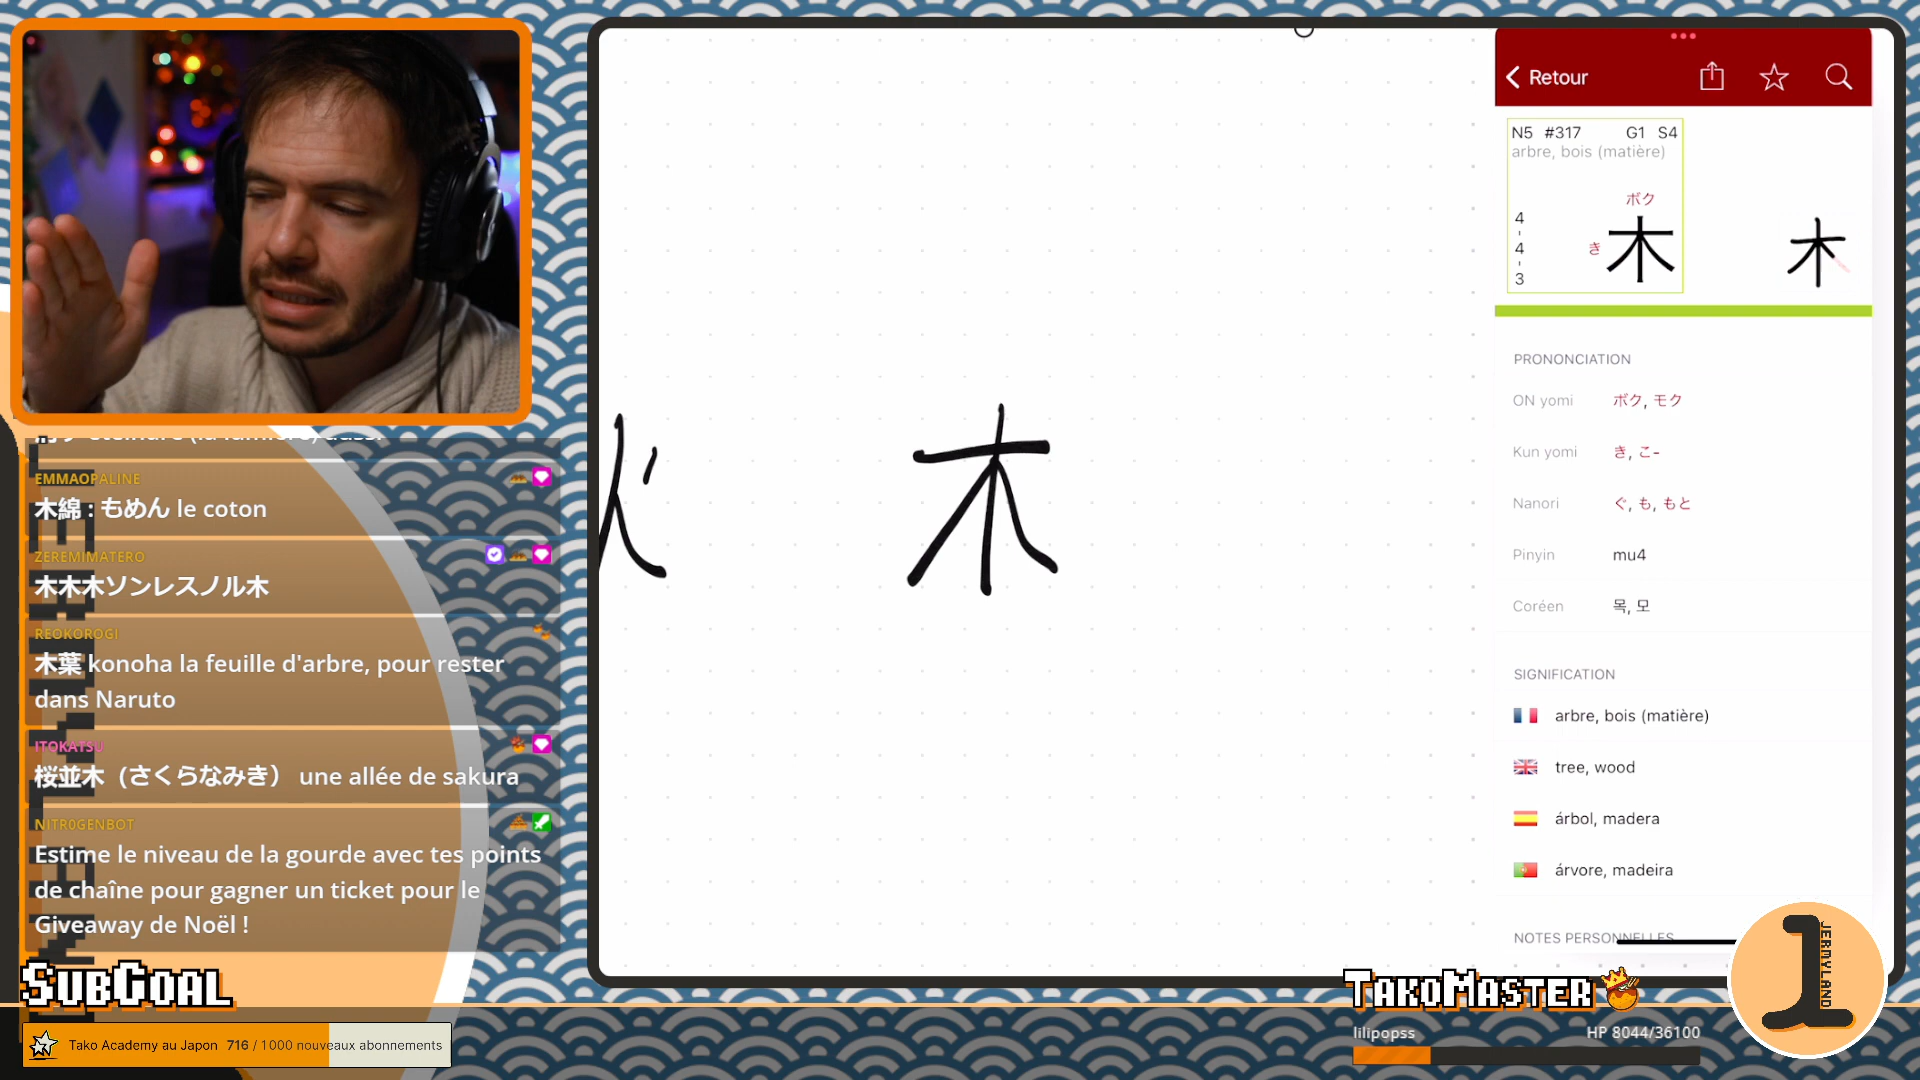 EMMAOPALINE
木綿 : もめん le coton
ZEREMIMATERO
木木木ソンレスノル木
REOKOROGI
木葉 konoha la feuille d'arbre, pour rester
dans Naruto
ITOKATSU
桜並木（さくらなみき） une allée de sakura
NITR0GENBOT
Estime le niveau de la gourde avec tes points
de chaîne pour gagner un ticket pour le
Giveaway de Noël !
SUBGOAL
Tako Academy au Japon 716 / 1000 nouveaux abonnements
木
Retour
N5 #317 G1 S4
arbre, bois (matière)
ボク
4
-
4
-
3
き
木
木
PRONONCIATION
ON yomi ボク, モク
Kun yomi き, こ-
Nanori ぐ, も, もと
Pinyin mu4
Coréen 목, 모
SIGNIFICATION
arbre, bois (matière)
tree, wood
árbol, madera
árvore, madeira
NOTES PERSONNELLES
TAKOMASTER
lilipopss HP 8044/36100
JEREMYLAND